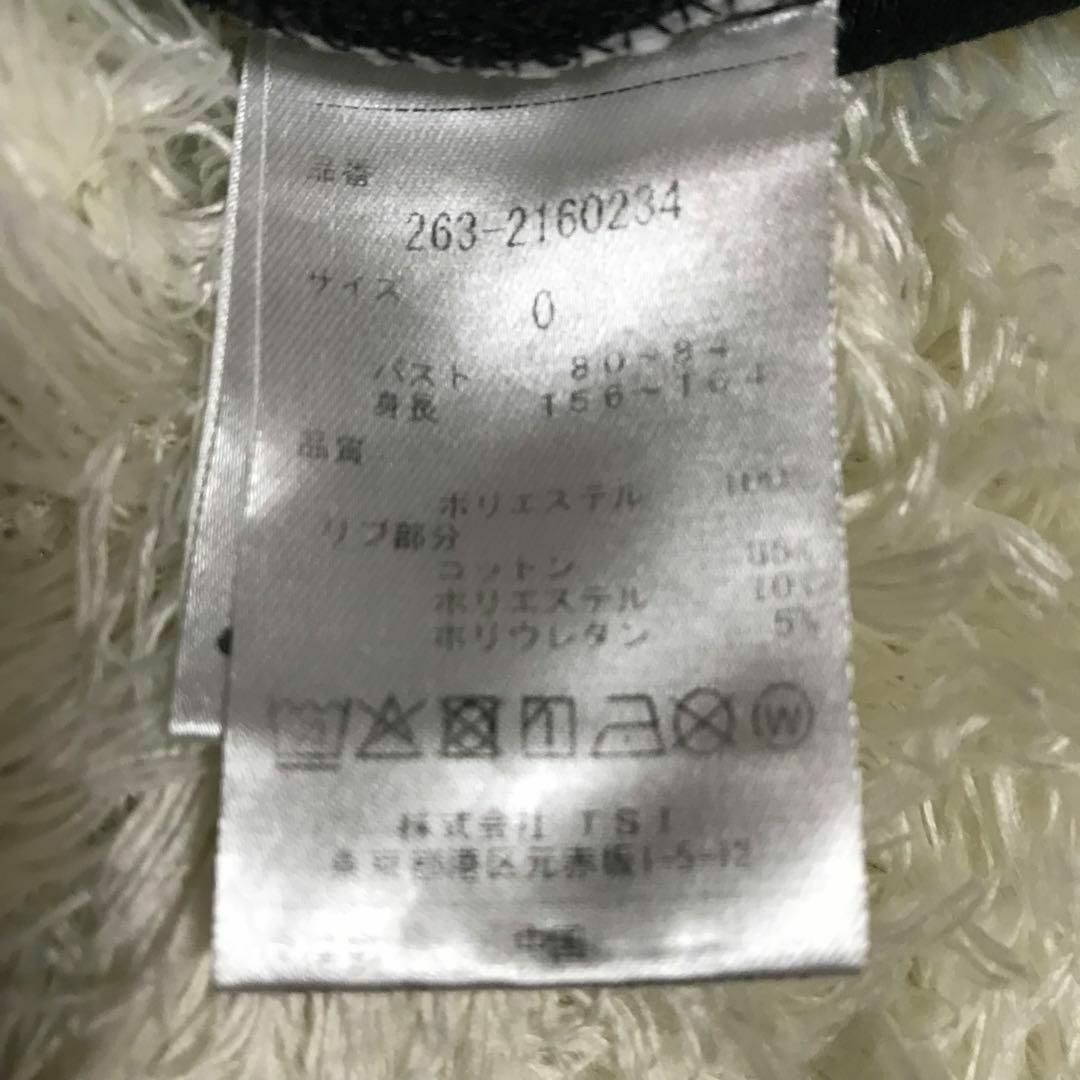 品番
263-2160234
サイズ
0
バスト 80~84
身長 156~164
品質
ポリエステル 100%
リブ部分
コットン 85%
ポリエステル 10%
ポリウレタン 5%
W
株式会社 TSI
東京都港区元赤坂1-5-12
中国